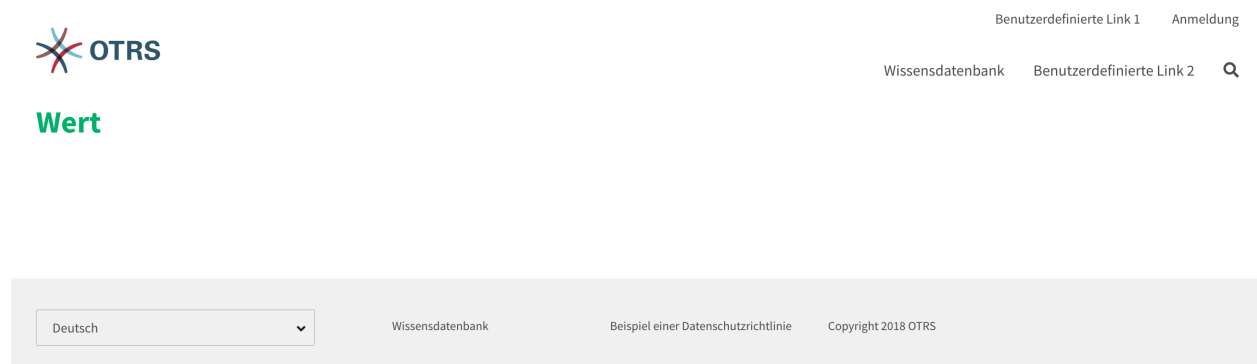 Benutzerdefinierte Link 1 Anmeldung
OTRS
Wissensdatenbank Benutzerdefinierte Link 2
Wert
Deutsch Wissensdatenbank Beispiel einer Datenschutzrichtlinie Copyright 2018 OTRS